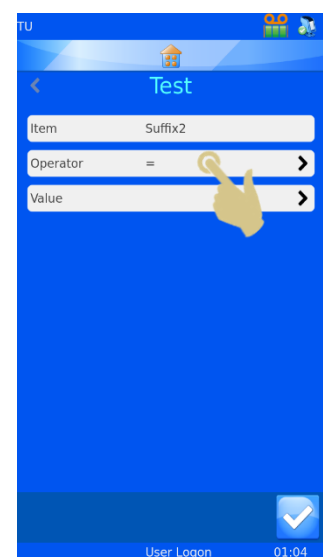 TU
Test
Item Suffix2
Operator =
Value
User Logon 01:04